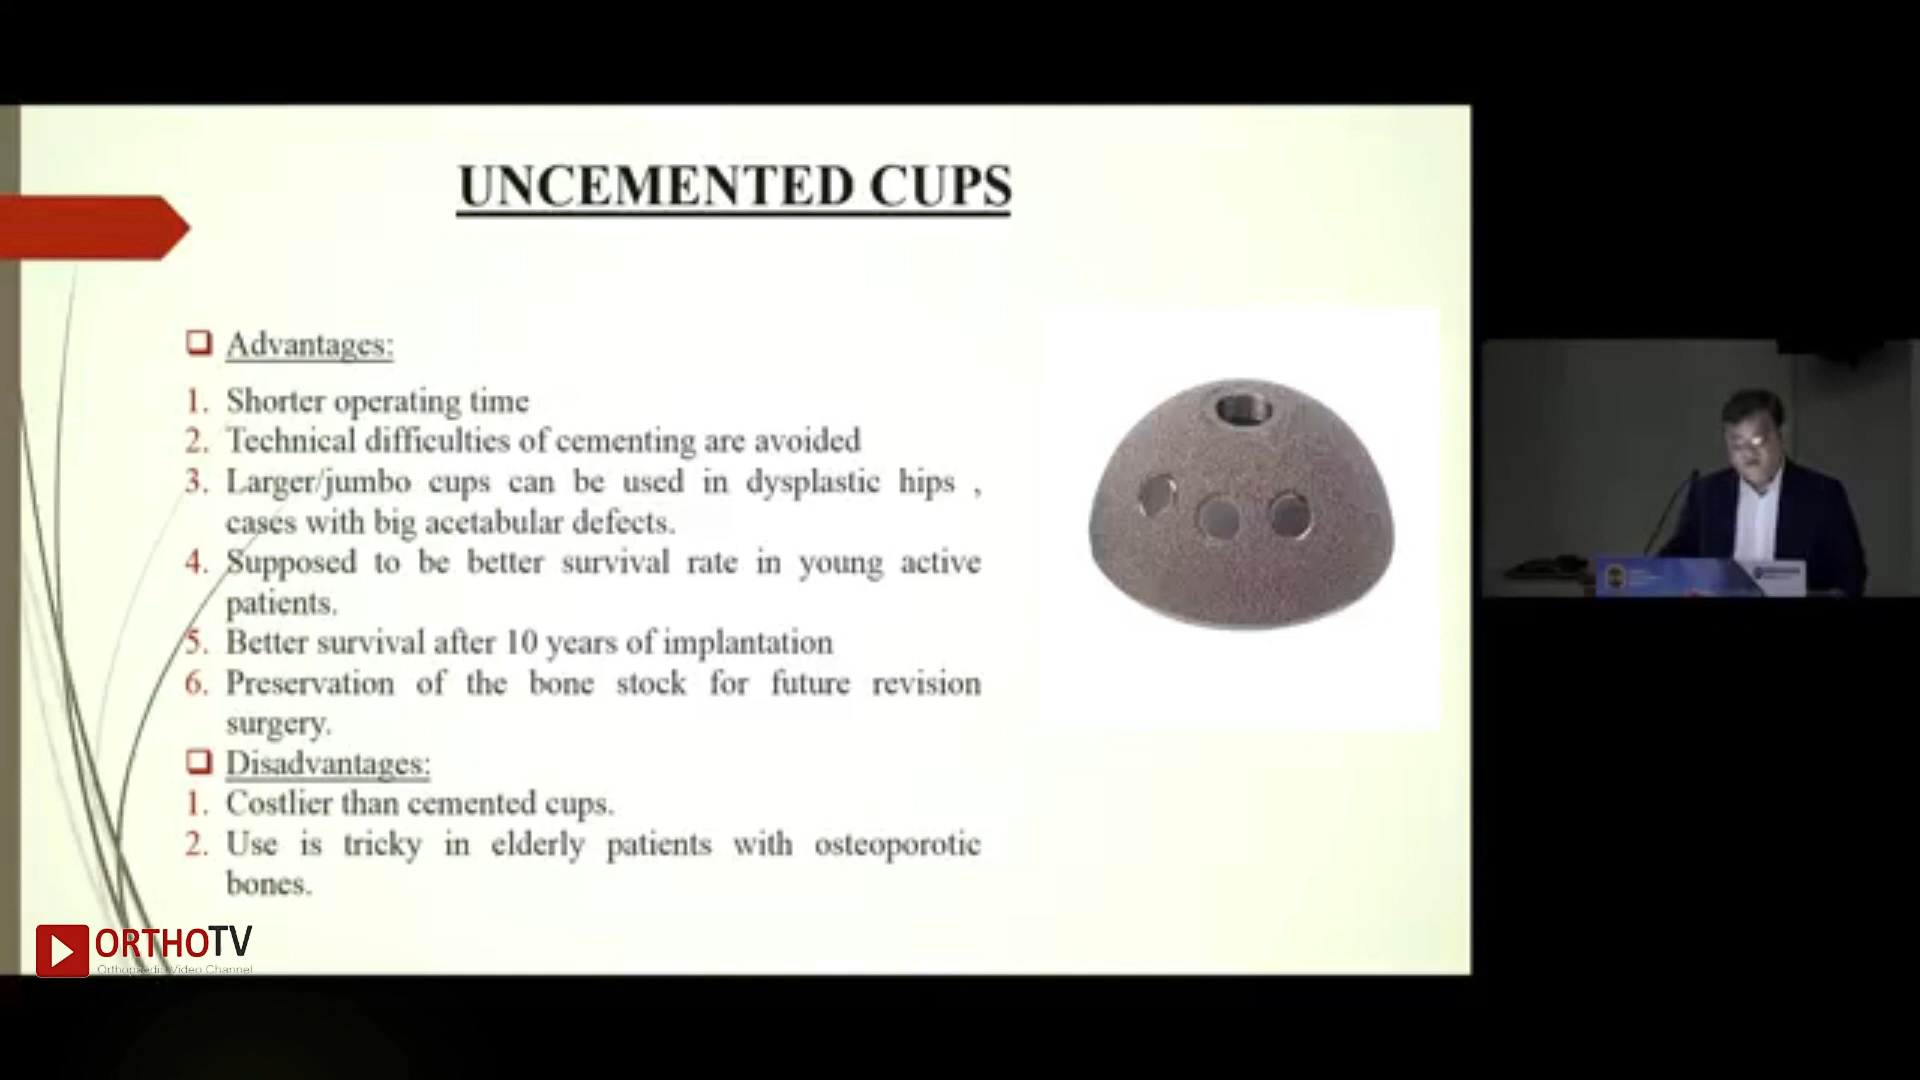 UNCEMENTED CUPS
❑ Advantages:
1. Shorter operating time
2. Technical difficulties of cementing are avoided
3. Larger/jumbo cups can be used in dysplastic hips ,
cases with big acetabular defects.
4. Supposed to be better survival rate in young active
patients.
5. Better survival after 10 years of implantation
6. Preservation of the bone stock for future revision
surgery.
❑ Disadvantages:
1. Costlier than cemented cups.
2. Use is tricky in elderly patients with osteoporotic
bones.
ORTHOTV
Orthopaedic Video Channel